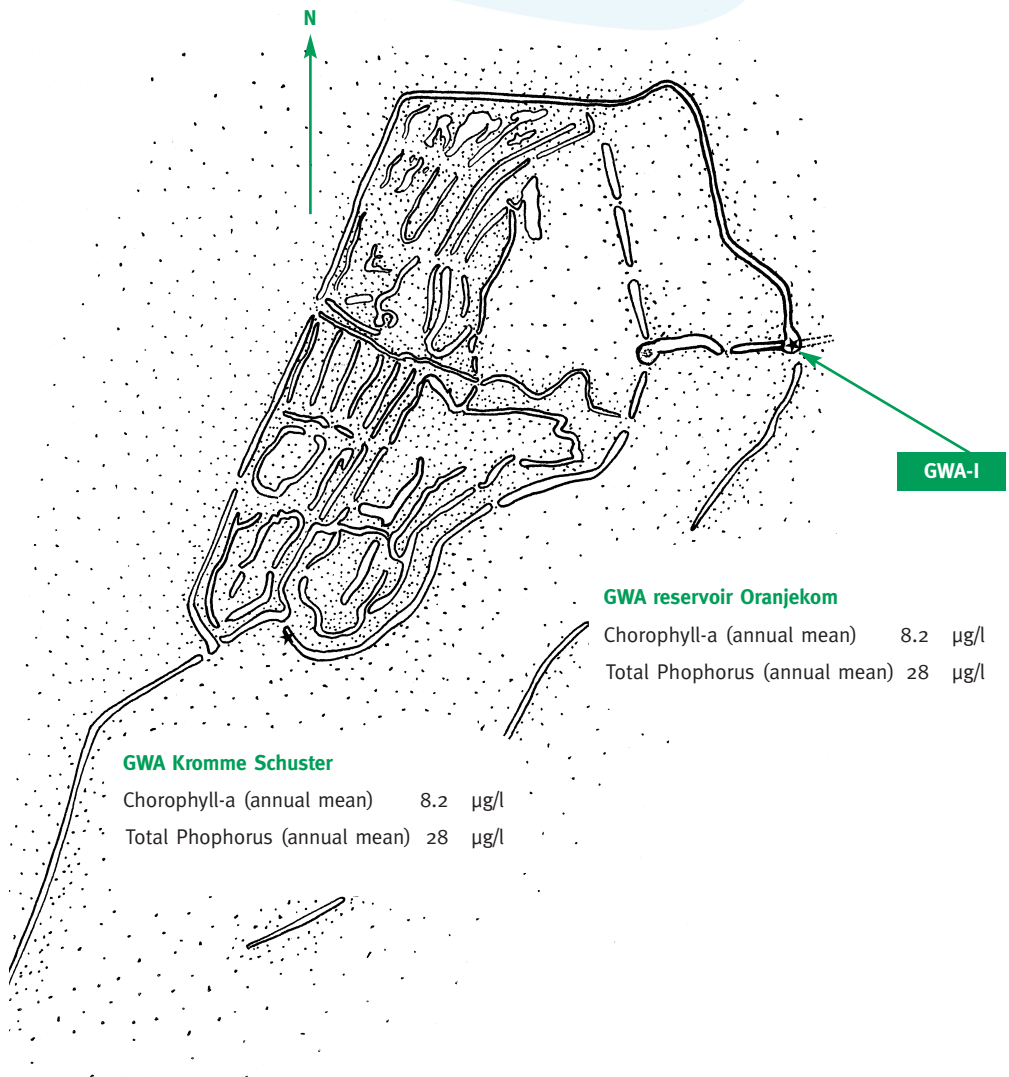 N
GWA-I
GWA reservoir Oranjekom
Chorophyll-a (annual mean) 8.2 µg/l
Total Phophorus (annual mean) 28 µg/l
GWA Kromme Schuster
Chorophyll-a (annual mean) 8.2 µg/l
Total Phophorus (annual mean) 28 µg/l